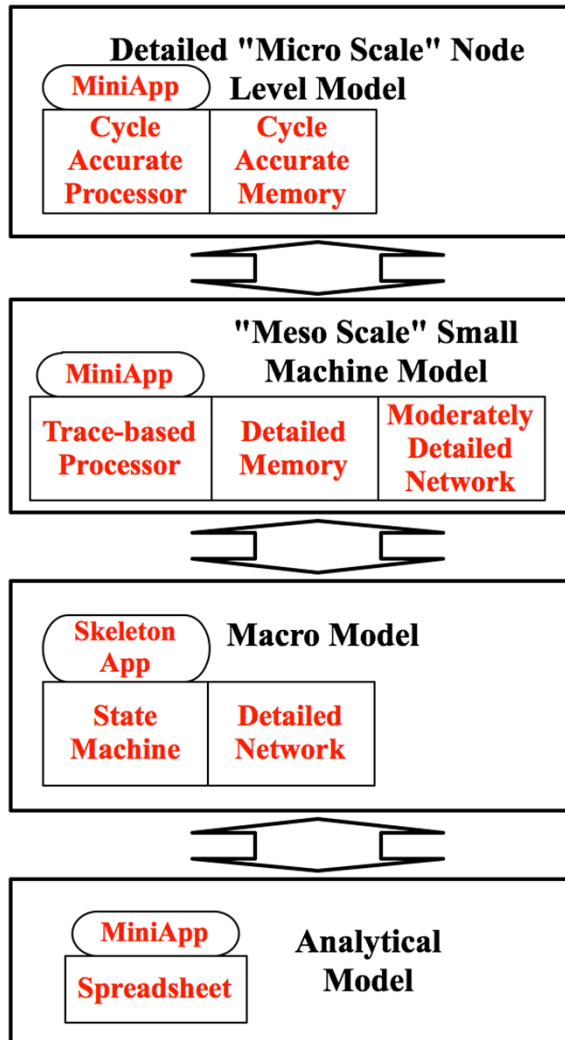 Detailed "Micro Scale" Node
Level Model
MiniApp
Cycle
Accurate
Processor
Cycle
Accurate
Memory
"Meso Scale" Small
Machine Model
MiniApp
Trace-based
Processor
Detailed
Memory
Moderately
Detailed
Network
Macro Model
Skeleton
App
State
Machine
Detailed
Network
Analytical
Model
MiniApp
Spreadsheet